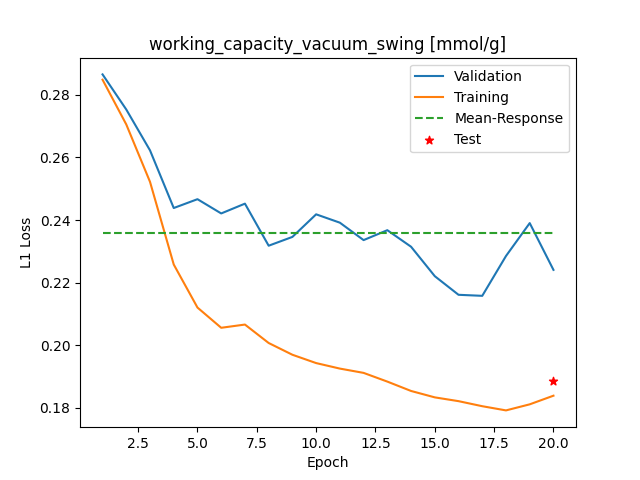 working_capacity_vacuum_swing [mmol/g]
Validation
Training
Mean-Response
Test
L1 Loss
0.28
0.26
0.24
0.22
0.20
0.18
2.5 5.0 7.5 10.0 12.5 15.0 17.5 20.0
Epoch